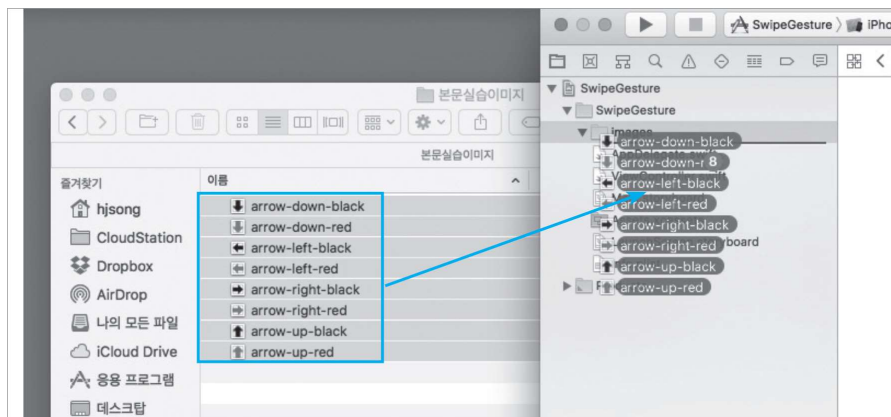 본문실습이미지
본문실습이미지
즐겨찾기
hjsong
CloudStation
Dropbox
AirDrop
나의 모든 파일
iCloud Drive
응용 프로그램
데스크탑
이름
arrow-down-black
arrow-down-red
arrow-left-black
arrow-left-red
arrow-right-black
arrow-right-red
arrow-up-black
arrow-up-red
SwipeGesture
SwipeGesture
SwipeGesture
images
arrow-down-black
arrow-down-r 8
arrow-left-black
arrow-left-red
arrow-right-black
arrow-right-red
arrow-up-black
arrow-up-red